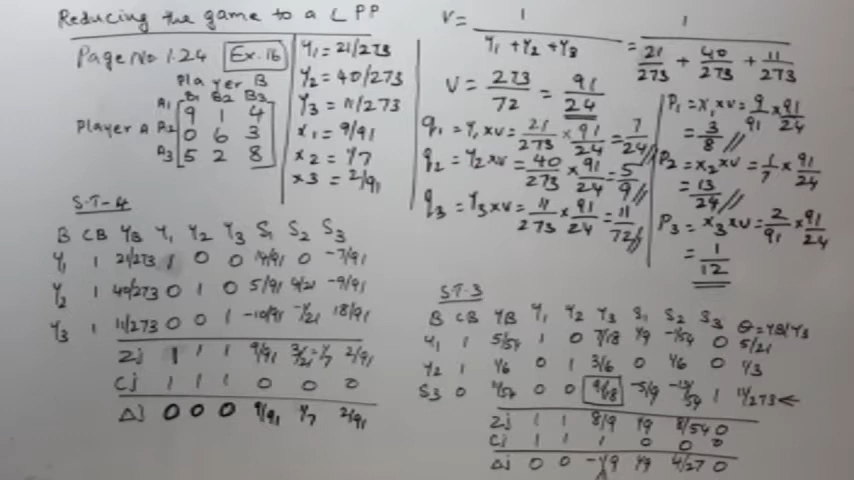 Reducing the game to a LPP
Page No 1.24 Ex.16
Player B
B1 B2 B3
A1 9 1 4
Player A A2 0 6 3
A3 5 2 8
Y1 = 21/273
Y2 = 40/273
Y3 = 11/273
x1 = 9/91
x2 = 1/7
x3 = 2/91
V = 1/(Y1 + Y2 + Y3) = 1/(21/273 + 40/273 + 11/273)
V = 273/72 = 91/24
q1 = Y1 x V = 21/273 x 91/24 = 7/24
q2 = Y2 x V = 40/273 x 91/24 = 5/9
q3 = Y3 x V = 11/273 x 91/24 = 11/72
P1 = x1 x V = 9/91 x 91/24
= 3/8
P2 = x2 x V = 1/7 x 91/24
= 13/24
P3 = x3 x V = 2/91 x 91/24
= 1/12
S.T-4
B CB YB Y1 Y2 Y3 S1 S2 S3
Y1 1 21/273 1 0 0 14/91 0 -7/91
Y2 1 40/273 0 1 0 5/91 4/21 -9/91
Y3 1 11/273 0 0 1 -10/91 -1/21 18/91
Zj 1 1 1 9/91 3/21=1/7 2/91
Cj 1 1 1 0 0 0
Δj 0 0 0 9/91 1/7 2/91
S.T-3
B CB YB Y1 Y2 Y3 S1 S2 S3 θ=YB/Y3
Y1 1 5/54 1 0 7/18 1/9 -1/54 0 5/21
Y2 1 1/6 0 1 3/6 0 1/6 0 1/3
S3 0 11/54 0 0 -5/9 1 11/273 ←
Zj 1 1 8/9 1/9 8/54 0
Cj 1 1 1 0 0 0
Δj 0 0 -1/9 1/9 4/27 0